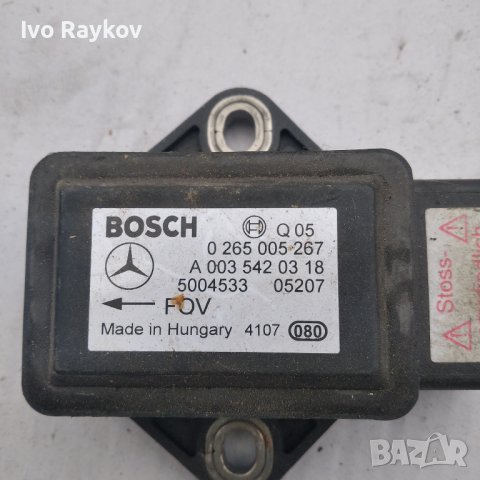 Ivo Raykov
BOSCH Q 05
0 265 005 267
A 003 542 03 18
5004533 05207
FOV
Made in Hungary 4107 080
Stoss-
BAZAR